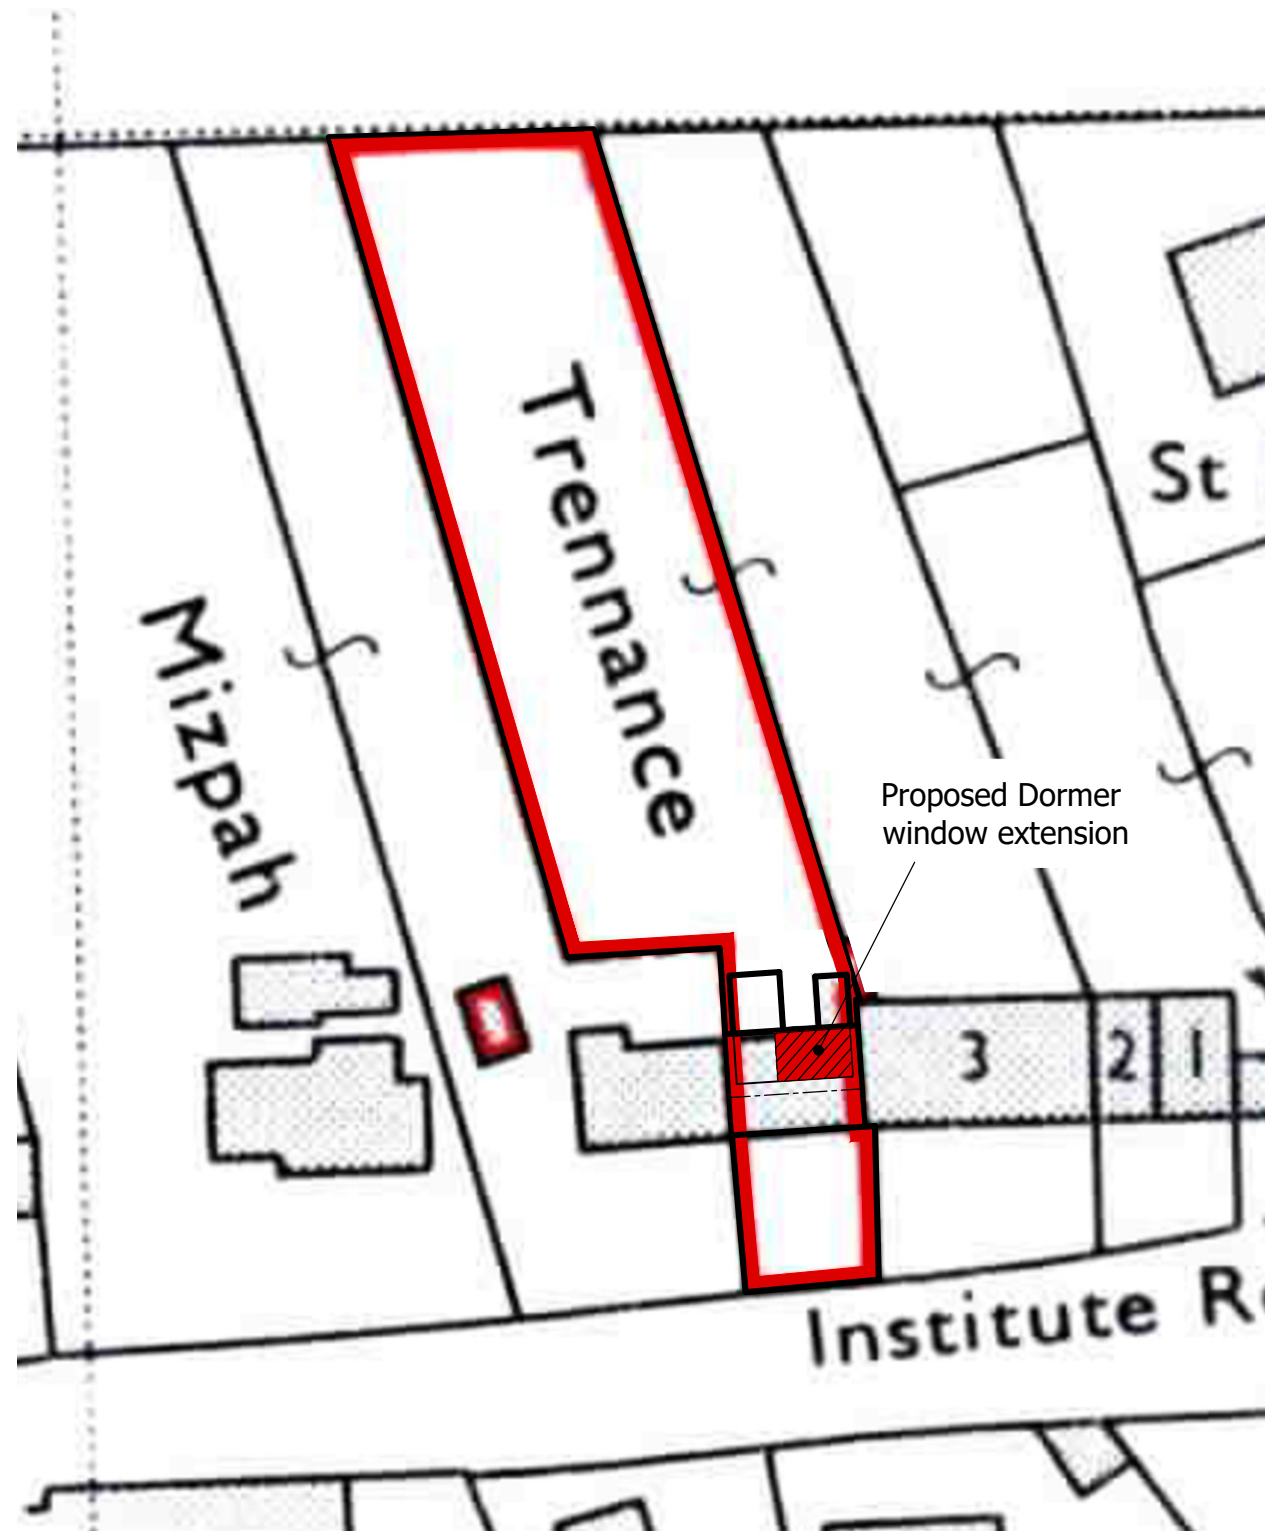 Trennance
St
Mizpah
Proposed Dormer
window extension
3
2
1
Institute